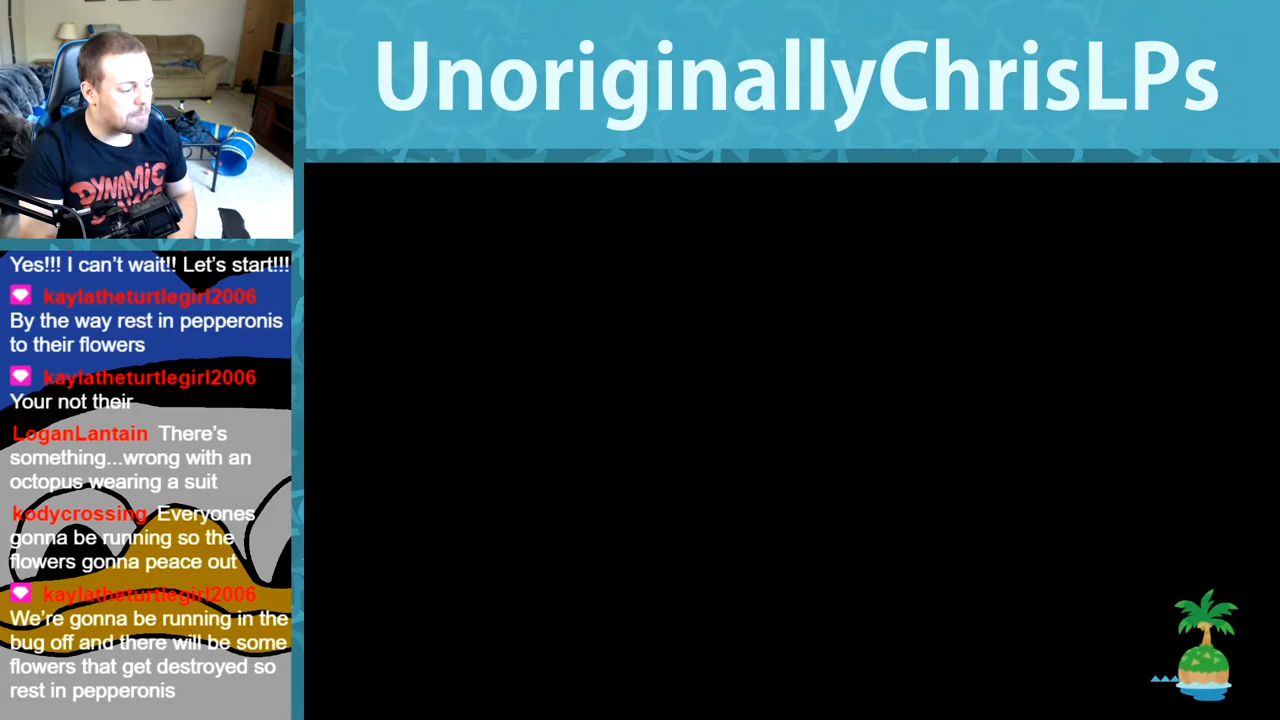 UnoriginallyChrisLPs
DYNAMIC
Yes!!! I can't wait!! Let's start!!!
kaylatheturtlegirl2006
By the way rest in pepperonis
to their flowers
kaylatheturtlegirl2006
Your not their
LoganLantain There's
something...wrong with an
octopus wearing a suit
kodycrossing Everyones
gonna be running so the
flowers gonna peace out
kaylatheturtlegirl2006
We're gonna be running in the
bug off and there will be some
flowers that get destroyed so
rest in pepperonis